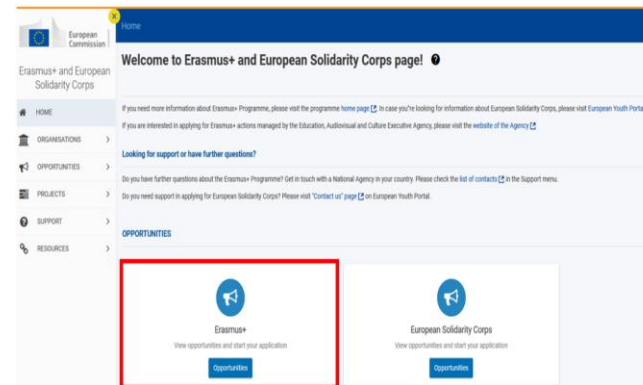 European
Commission
Erasmus+ and European
Solidarity Corps
HOME
ORGANISATIONS
OPPORTUNITIES
PROJECTS
SUPPORT
RESOURCES
Home
Welcome to Erasmus+ and European Solidarity Corps page!
If you need more information about Erasmus+ Programme, please visit the programme home page. In case you're looking for information about European Solidarity Corps, please visit European Youth Porta
If you are interested in applying for Erasmus+ actions managed by the Education, Audiovisual and Culture Executive Agency, please visit the website of the Agency
Looking for support or have further questions?
Do you have further questions about the Erasmus+ Programme? Get in touch with a National Agency in your country. Please check the list of contacts in the Support menu.
Do you need support in applying for European Solidarity Corps? Please visit "Contact us" page on European Youth Portal.
OPPORTUNITIES
Erasmus+
View opportunities and start your application
Opportunities
European Solidarity Corps
View opportunities and start your application
Opportunities